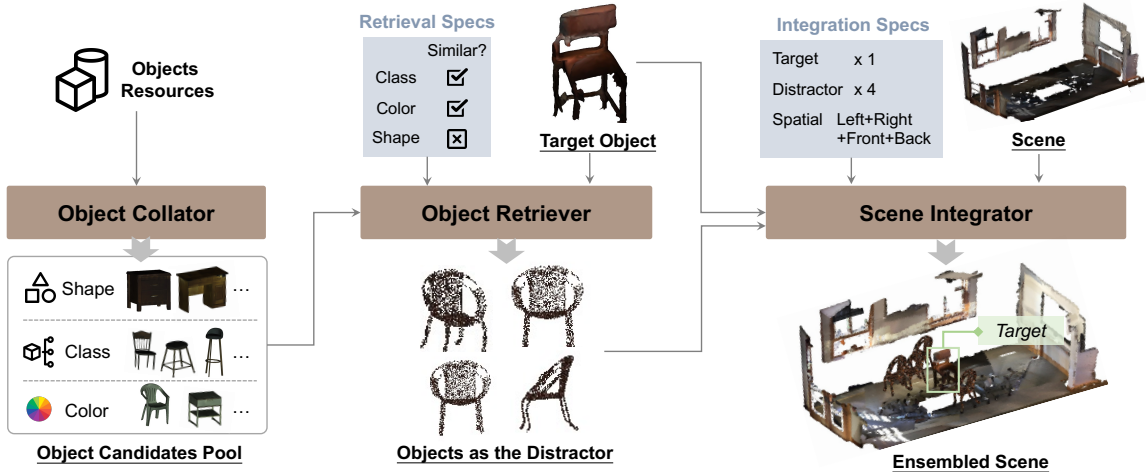 Objects
Resources
Object Collator
Shape ...
Class ...
Color ...
Object Candidates Pool
Retrieval Specs
Similar?
Class
Color
Shape
Target Object
Object Retriever
Objects as the Distractor
Integration Specs
Target x 1
Distractor x 4
Spatial Left+Right
+Front+Back
Scene
Scene Integrator
Target
Ensembled Scene